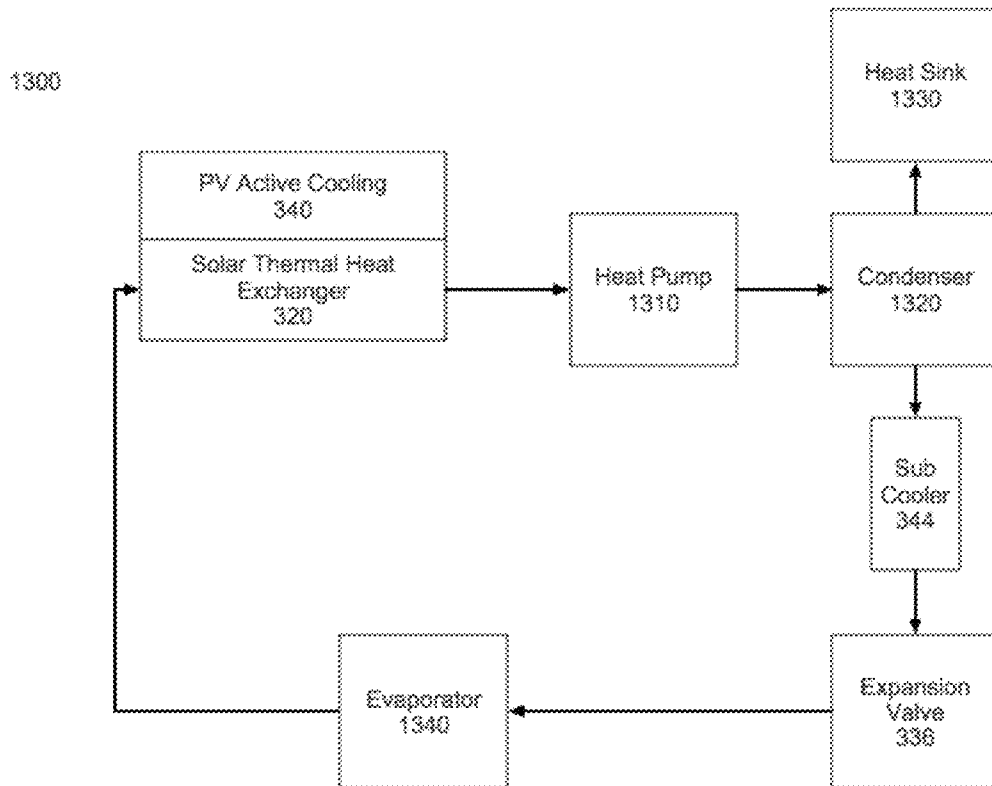 1300
Heat Sink
1330
PV Active Cooling
340
Solar Thermal Heat
Exchanger
320
Heat Pump
1310
Condenser
1320
Sub
Cooler
344
Evaporator
1340
Expansion
Valve
336